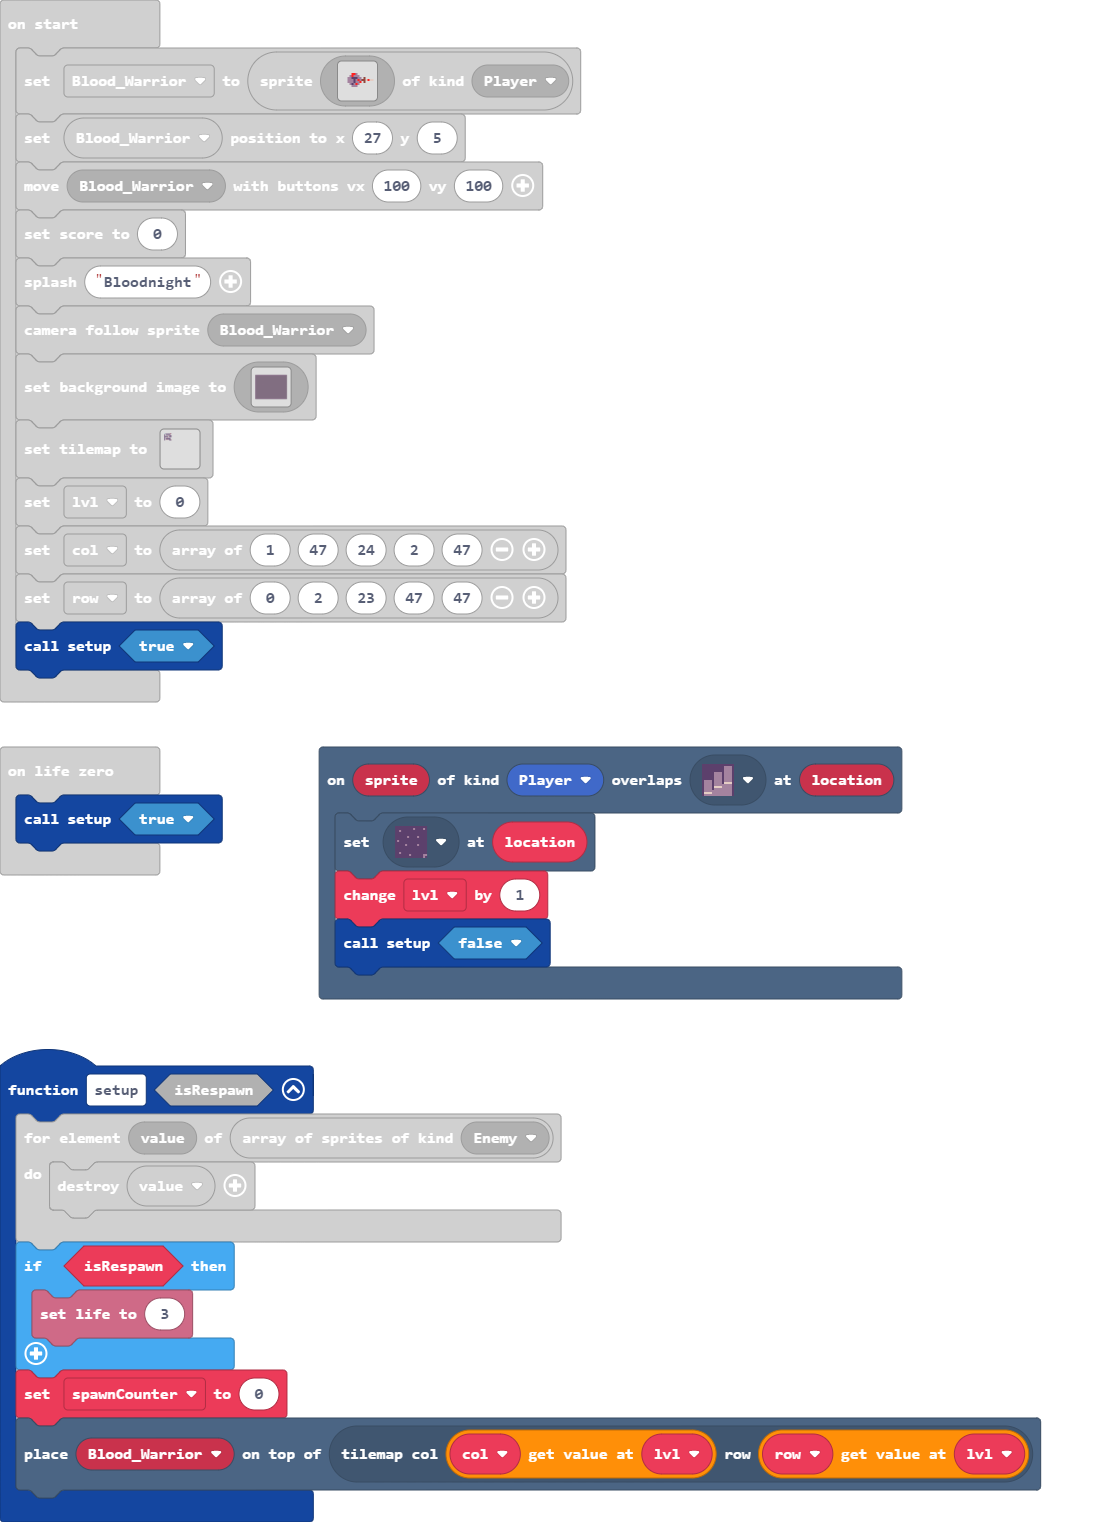 on start
set Blood_Warrior to sprite of kind Player
set Blood_Warrior position to x 27 y 5
move Blood_Warrior with buttons vx 100 vy 100
set score to 0
splash "Bloodnight"
camera follow sprite Blood_Warrior
set background image to
set tilemap to
set lvl to 0
set col to array of 1 47 24 2 47
set row to array of 0 2 23 47 47
call setup true
on life zero
call setup true
on sprite of kind Player overlaps at location
set at location
change lvl by 1
call setup false
function setup isRespawn
for element value of array of sprites of kind Enemy
do
destroy value
if isRespawn then
set life to 3
set spawnCounter to 0
place Blood_Warrior on top of tilemap col col get value at lvl row row get value at lvl